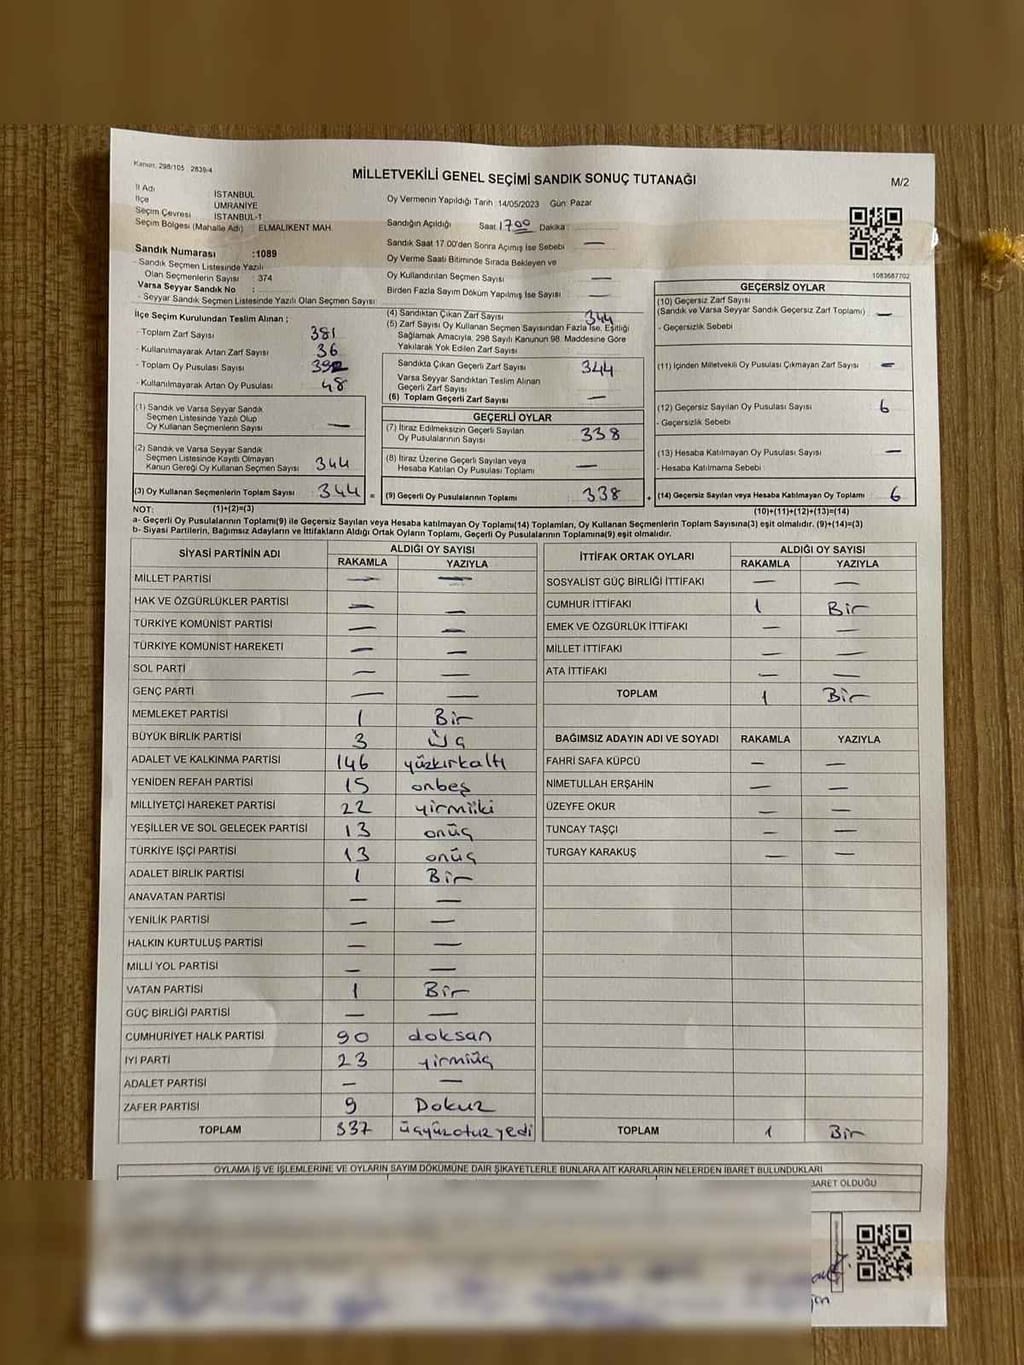 Kanun: 298/105 2839/4
MİLLETVEKİLİ GENEL SEÇİMİ SANDIK SONUÇ TUTANAĞI
M/2
İl Adı İSTANBUL
İlçe ÜMRANİYE
Seçim Çevresi İSTANBUL-1
Seçim Bölgesi (Mahalle Adı) : ELMALIKENT MAH.
Sandık Numarası :1089
- Sandık Seçmen Listesinde Yazılı
Olan Seçmenlerin Sayısı : 374
Varsa Seyyar Sandık No :
- Seyyar Sandık Seçmen Listesinde Yazılı Olan Seçmen Sayısı:
Oy Vermenin Yapıldığı Tarih :14/05/2023 Gün: Pazar
Sandığın Açıldığı Saat: 17 00 Dakika :
Sandık Saat 17.00'den Sonra Açılmış İse Sebebi : —
Oy Verme Saati Bitiminde Sırada Bekleyen ve
Oy Kullandırılan Seçmen Sayısı : —
Birden Fazla Sayım Döküm Yapılmış İse Sayısı : —
1083687702
İlçe Seçim Kurulundan Teslim Alınan ;
- Toplam Zarf Sayısı : 381
- Kullanılmayarak Artan Zarf Sayısı : 36
- Toplam Oy Pusulası Sayısı : 392
- Kullanılmayarak Artan Oy Pusulası : 48
(1) Sandık ve Varsa Seyyar Sandık
Seçmen Listesinde Yazılı Olup
Oy Kullanan Seçmenlerin Sayısı : —
(2) Sandık ve Varsa Seyyar Sandık
Seçmen Listesinde Kayıtlı Olmayan
Kanun Gereği Oy Kullanan Seçmen Sayısı : 344
(3) Oy Kullanan Seçmenlerin Toplam Sayısı : 344 =
(4) Sandıktan Çıkan Zarf Sayısı : 344
(5) Zarf Sayısı Oy Kullanan Seçmen Sayısından Fazla İse, Eşitliği
Sağlamak Amacıyla, 298 Sayılı Kanunun 98. Maddesine Göre
Yakılarak Yok Edilen Zarf Sayısı :
Sandıkta Çıkan Geçerli Zarf Sayısı : 344
Varsa Seyyar Sandıktan Teslim Alınan
Geçerli Zarf Sayısı :
(6) Toplam Geçerli Zarf Sayısı : —
GEÇERLİ OYLAR
(7) İtiraz Edilmeksizin Geçerli Sayılan
Oy Pusulalarının Sayısı : 338
(8) İtiraz Üzerine Geçerli Sayılan veya
Hesaba Katılan Oy Pusulası Toplamı : —
(9) Geçerli Oy Pusulalarının Toplamı : 338 +
GEÇERSİZ OYLAR
(10) Geçersiz Zarf Sayısı
(Sandık ve Varsa Seyyar Sandık Geçersiz Zarf Toplamı) : —
- Geçersizlik Sebebi :
(11) İçinden Milletvekili Oy Pusulası Çıkmayan Zarf Sayısı : —
(12) Geçersiz Sayılan Oy Pusulası Sayısı : 6
- Geçersizlik Sebebi :
(13) Hesaba Katılmayan Oy Pusulası Sayısı : —
- Hesaba Katılmama Sebebi :
(14) Geçersiz Sayılan veya Hesaba Katılmayan Oy Toplamı : 6
NOT: (1)+(2)=(3)
(10)+(11)+(12)+(13)=(14)
a- Geçerli Oy Pusulalarının Toplamı(9) ile Geçersiz Sayılan veya Hesaba katılmayan Oy Toplamı(14) Toplamları, Oy Kullanan Seçmenlerin Toplam Sayısına(3) eşit olmalıdır. (9)+(14)=(3)
b- Siyasi Partilerin, Bağımsız Adayların ve İttifakların Aldığı Ortak Oyların Toplamı, Geçerli Oy Pusulalarının Toplamına(9) eşit olmalıdır.
SİYASİ PARTİNİN ADI ALDIĞI OY SAYISI
RAKAMLA YAZIYLA
MİLLET PARTİSİ — —
HAK VE ÖZGÜRLÜKLER PARTİSİ — —
TÜRKİYE KOMÜNİST PARTİSİ — —
TÜRKİYE KOMÜNİST HAREKETİ — —
SOL PARTİ — —
GENÇ PARTİ — —
MEMLEKET PARTİSİ 1 Bir
BÜYÜK BİRLİK PARTİSİ 3 Üç
ADALET VE KALKINMA PARTİSİ 146 yüzkırkaltı
YENİDEN REFAH PARTİSİ 15 onbeş
MİLLİYETÇİ HAREKET PARTİSİ 22 yirmiiki
YEŞİLLER VE SOL GELECEK PARTİSİ 13 onüç
TÜRKİYE İŞÇİ PARTİSİ 13 onüç
ADALET BİRLİK PARTİSİ 1 Bir
ANAVATAN PARTİSİ — —
YENİLİK PARTİSİ — —
HALKIN KURTULUŞ PARTİSİ — —
MİLLİ YOL PARTİSİ — —
VATAN PARTİSİ 1 Bir
GÜÇ BİRLİĞİ PARTİSİ — —
CUMHURİYET HALK PARTİSİ 90 doksan
İYİ PARTİ 23 yirmiüç
ADALET PARTİSİ — —
ZAFER PARTİSİ 9 Dokuz
TOPLAM 337 üçyüzotuzyedi
İTTİFAK ORTAK OYLARI ALDIĞI OY SAYISI
RAKAMLA YAZIYLA
SOSYALİST GÜÇ BİRLİĞİ İTTİFAKI — —
CUMHUR İTTİFAKI 1 Bir
EMEK VE ÖZGÜRLÜK İTTİFAKI — —
MİLLET İTTİFAKI — —
ATA İTTİFAKI — —
TOPLAM 1 Bir
BAĞIMSIZ ADAYIN ADI VE SOYADI RAKAMLA YAZIYLA
FAHRİ SAFA KÜPCÜ — —
NİMETULLAH ERŞAHİN — —
ÜZEYFE OKUR — —
TUNCAY TAŞÇI — —
TURGAY KARAKUŞ — —
TOPLAM 1 Bir
OYLAMA İŞ VE İŞLEMLERİNE VE OYLARIN SAYIM DÖKÜMÜNE DAİR ŞİKAYETLERLE BUNLARA AİT KARARLARIN NELERDEN İBARET BULUNDUKLARI
BARET OLDUĞU